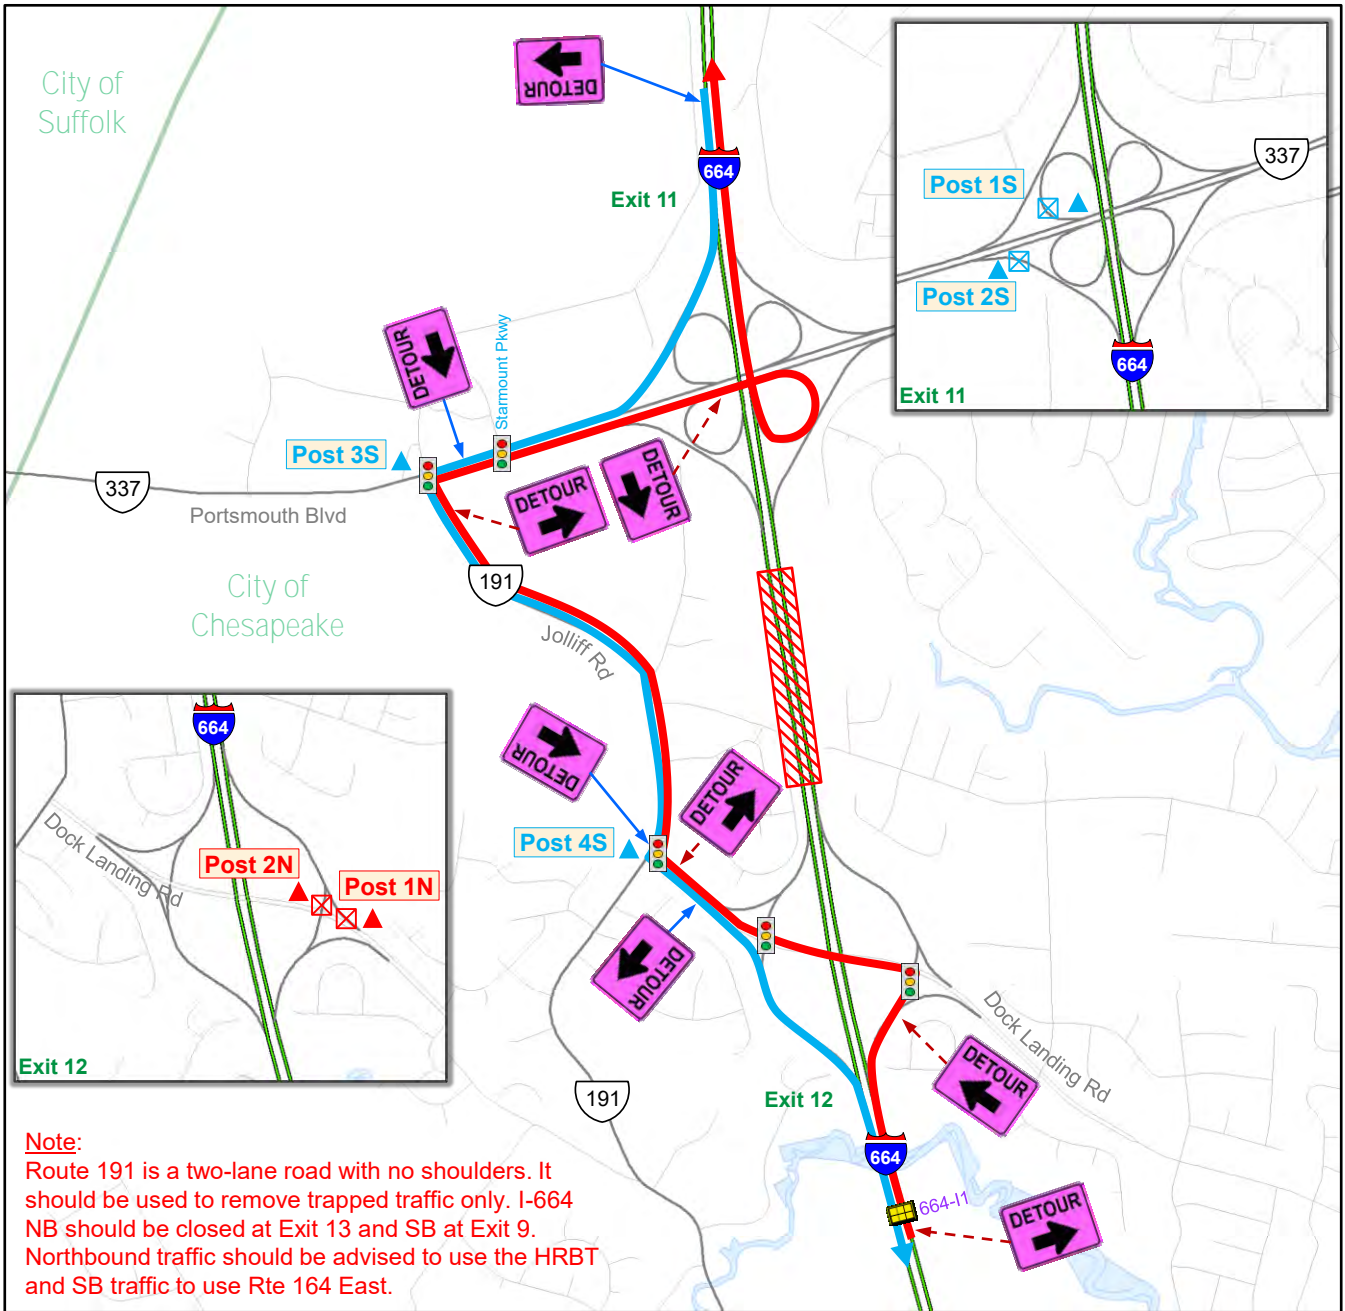 City of
Suffolk
DETOUR
664
Exit 11
Post 1S
337
Post 2S
664
Exit 11
DETOUR
Starmount Pkwy
Post 3S
337
Portsmouth Blvd
DETOUR
DETOUR
City of
Chesapeake
191
Jolliff Rd
664
Dock Landing Rd
Post 2N
Post 1N
Exit 12
DETOUR
DETOUR
Post 4S
DETOUR
Dock Landing Rd
DETOUR
191
Exit 12
664
664-I1
DETOUR
Note:
Route 191 is a two-lane road with no shoulders. It
should be used to remove trapped traffic only. I-664
NB should be closed at Exit 13 and SB at Exit 9.
Northbound traffic should be advised to use the HRBT
and SB traffic to use Rte 164 East.